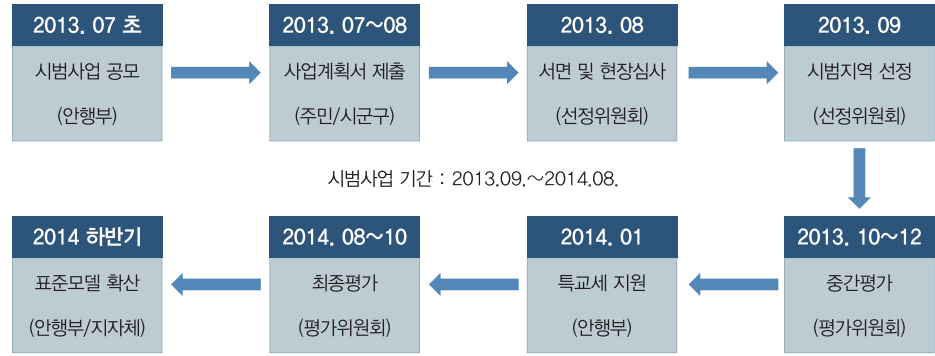 2013. 07 초
시범사업 공모
(안행부)
2013. 07~08
사업계획서 제출
(주민/시군구)
2013. 08
서면 및 현장심사
(선정위원회)
2013. 09
시범지역 선정
(선정위원회)
시범사업 기간 : 2013.09.~2014.08.
2013. 10~12
중간평가
(평가위원회)
2014. 01
특교세 지원
(안행부)
2014. 08~10
최종평가
(평가위원회)
2014 하반기
표준모델 확산
(안행부/지자체)